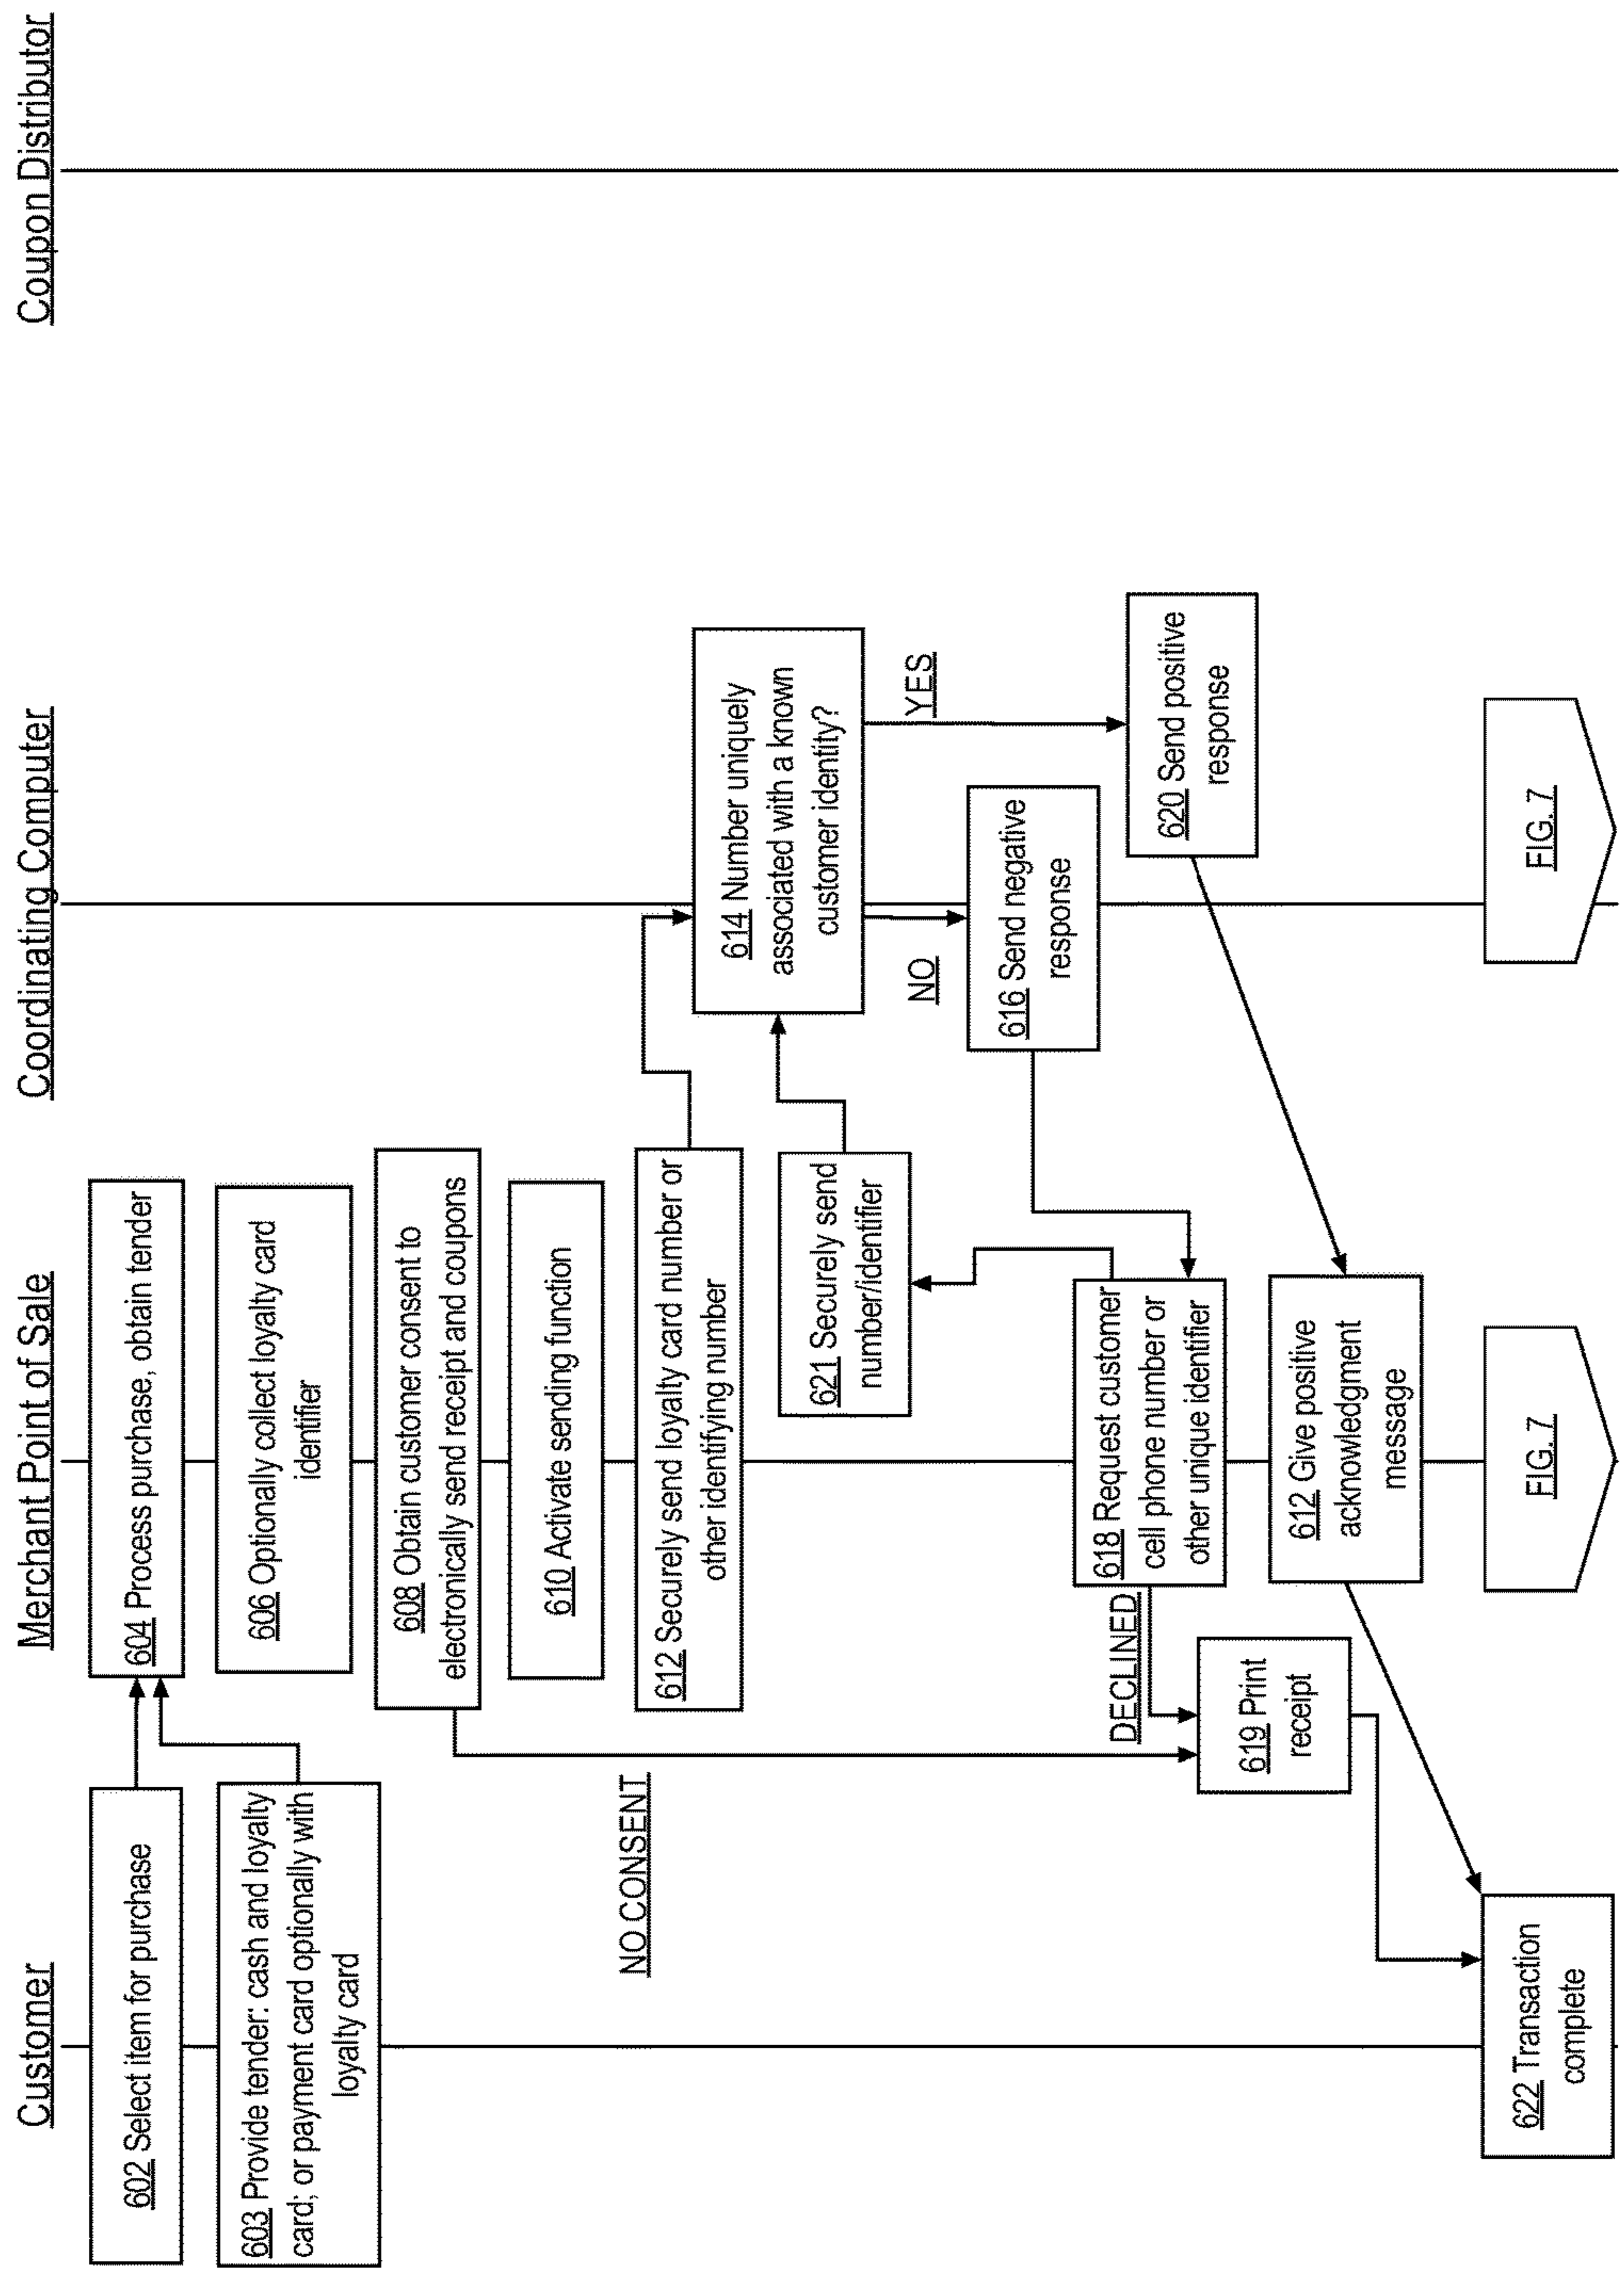 Customer
Merchant Point of Sale
Coordinating Computer
Coupon Distributor
602 Select item for purchase
604 Process purchase, obtain tender
603 Provide tender: cash and loyalty
card; or payment card optionally with
loyalty card
606 Optionally collect loyalty card
identifier
608 Obtain customer consent to
electronically send receipt and coupons
610 Activate sending function
NO CONSENT
612 Securely send loyalty card number or
other identifying number
614 Number uniquely
associated with a known
customer identity?
621 Securely send
number/identifier
NO
YES
616 Send negative
response
618 Request customer
cell phone number or
other unique identifier
DECLINED
620 Send positive
response
619 Print
receipt
612 Give positive
acknowledgment
message
622 Transaction
complete
FIG. 7
FIG. 7